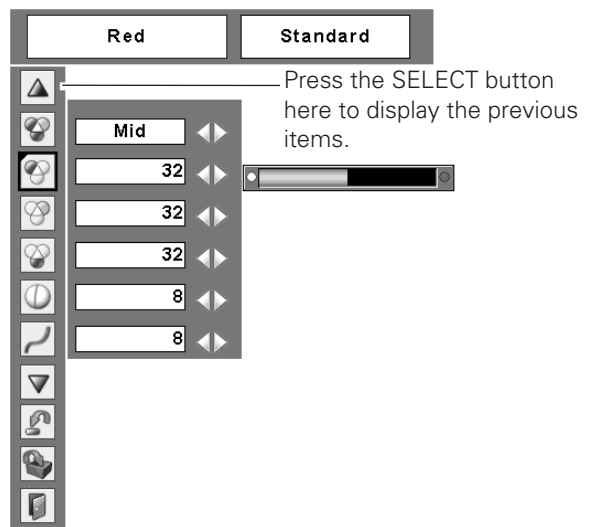 Red
Standard
Press the SELECT button
here to display the previous
items.
Mid
32
32
32
8
8